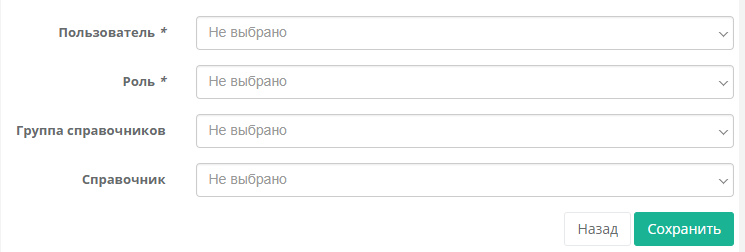 Пользователь * Не выбрано
Роль * Не выбрано
Группа справочников Не выбрано
Справочник Не выбрано
Назад Сохранить